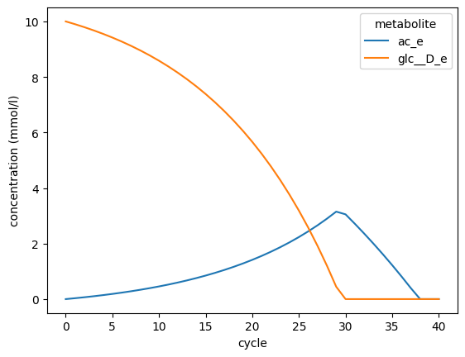 metabolite
ac_e
glc__D_e
concentration (mmol/l)
10
8
6
4
2
0
0 5 10 15 20 25 30 35 40
cycle